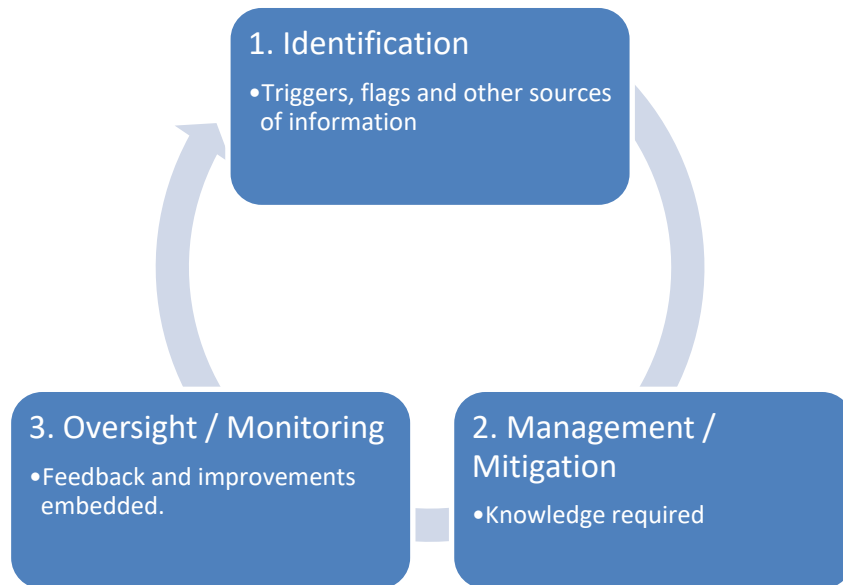 1. Identification
•Triggers, flags and other sources
of information
2. Management /
Mitigation
•Knowledge required
3. Oversight / Monitoring
•Feedback and improvements
embedded.